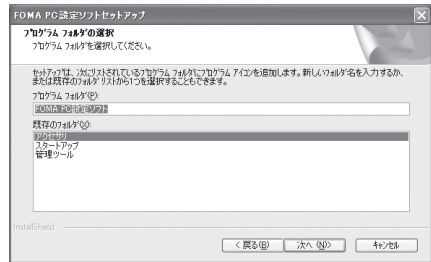 FOMA PC設定ソフトセットアップ
プログラム フォルダの選択
プログラム フォルダを選択してください。
セットアップは、次にリストされているプログラム フォルダにプログラム アイコンを追加します。新しいフォルダ名を入力するか、
または既存のフォルダ リストから1つを選択することもできます。
プログラム フォルダ(P):
FOMA PC設定ソフト
既存のフォルダ(X):
アクセサリ
スタートアップ
管理ツール
InstallShield
< 戻る(B)
次へ (N)>
キャンセル